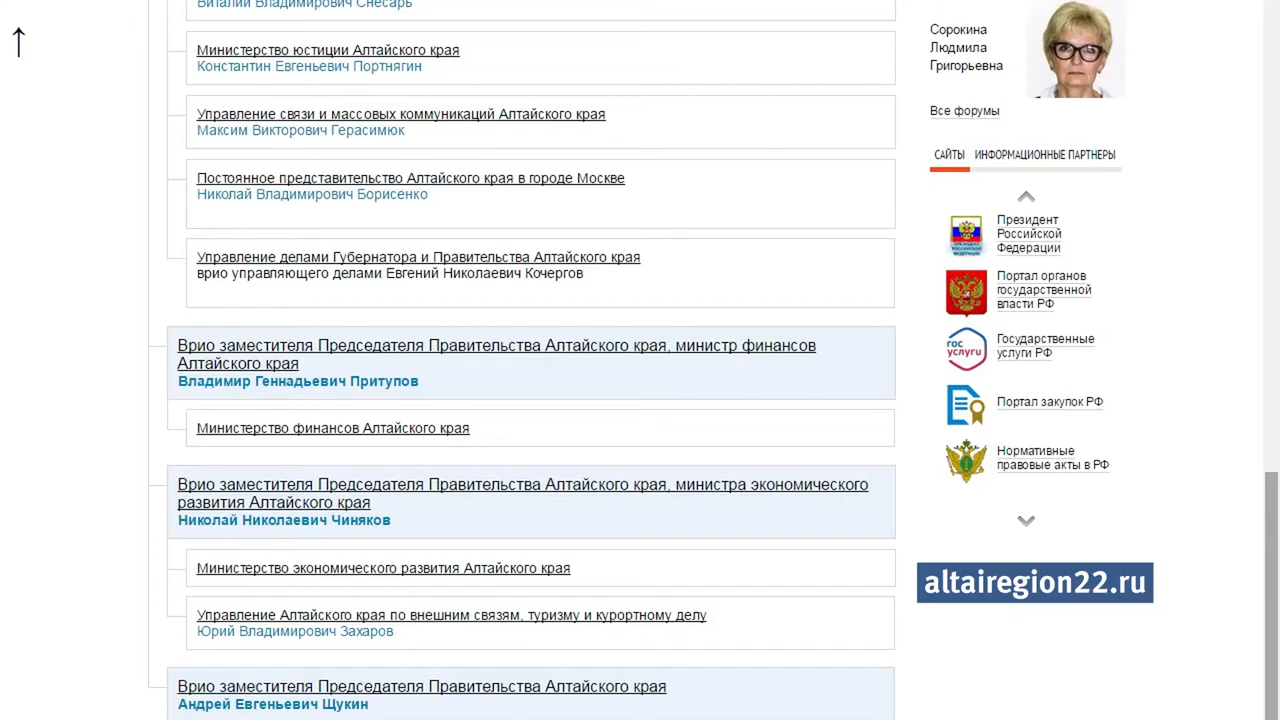 Виталий Владимирович Снесарь
Министерство юстиции Алтайского края
Константин Евгеньевич Портнягин
Управление связи и массовых коммуникаций Алтайского края
Максим Викторович Герасимюк
Постоянное представительство Алтайского края в городе Москве
Николай Владимирович Борисенко
Управление делами Губернатора и Правительства Алтайского края
врио управляющего делами Евгений Николаевич Кочергов
Врио заместителя Председателя Правительства Алтайского края, министр финансов
Алтайского края
Владимир Геннадьевич Притупов
Министерство финансов Алтайского края
Врио заместителя Председателя Правительства Алтайского края, министра экономического
развития Алтайского края
Николай Николаевич Чиняков
Министерство экономического развития Алтайского края
Управление Алтайского края по внешним связям, туризму и курортному делу
Юрий Владимирович Захаров
Врио заместителя Председателя Правительства Алтайского края
Андрей Евгеньевич Щукин
Сорокина
Людмила
Григорьевна
Все форумы
САЙТЫ ИНФОРМАЦИОННЫЕ ПАРТНЕРЫ
Президент
Российской
Федерации
Портал органов
государственной
власти РФ
гос
услуги
Государственные
услуги РФ
Портал закупок РФ
Нормативные
правовые акты в РФ
altairegion22.ru